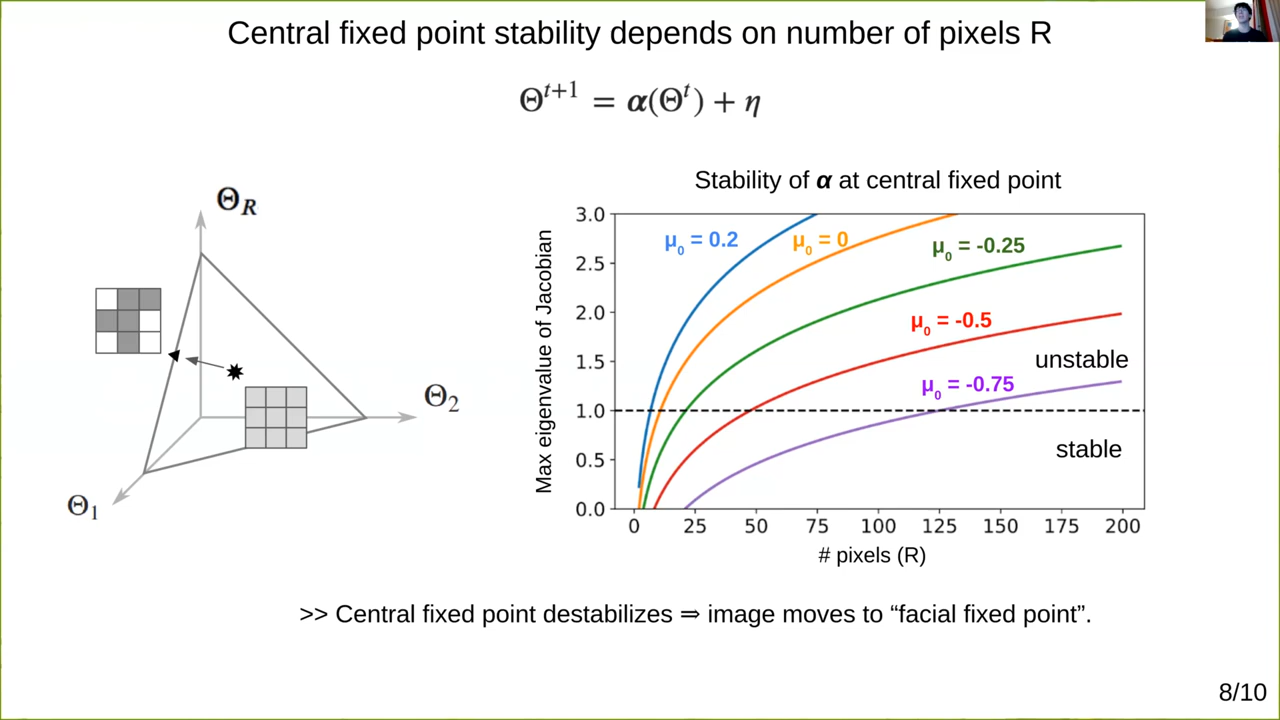 Central fixed point stability depends on number of pixels R
Θ^{t+1} = α(Θ^t) + η
Θ_R
Θ_2
Θ_1
Stability of α at central fixed point
Max eigenvalue of Jacobian
3.0
2.5
2.0
1.5
1.0
0.5
0.0
μ_0 = 0.2
μ_0 = 0
μ_0 = -0.25
μ_0 = -0.5
μ_0 = -0.75
unstable
stable
0 25 50 75 100 125 150 175 200
# pixels (R)
>> Central fixed point destabilizes ⇒ image moves to “facial fixed point”.
8/10